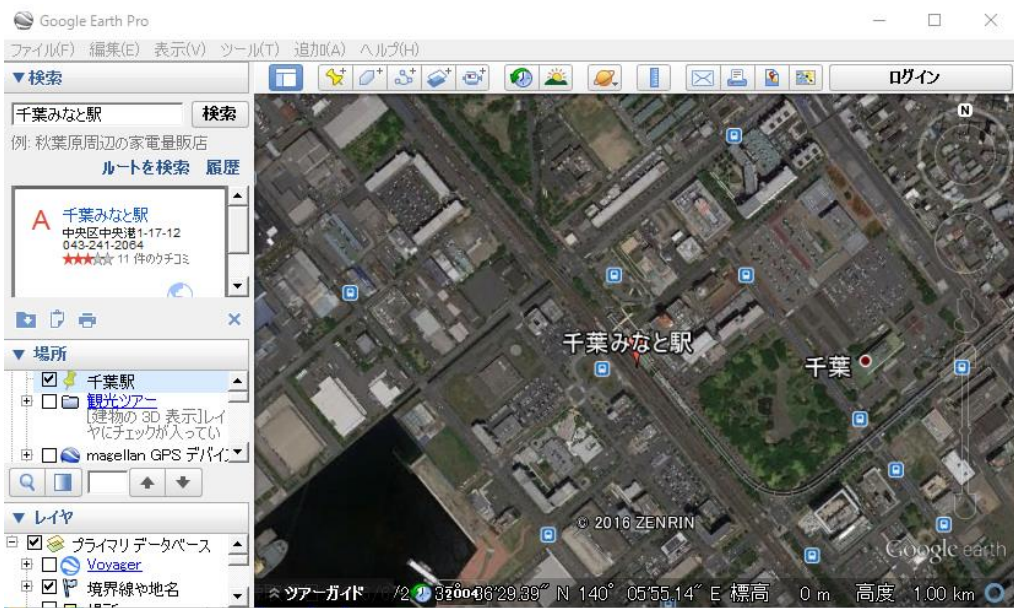 Google Earth Pro
ファイル(F) 編集(E) 表示(V) ツール(T) 追加(A) ヘルプ(H)
▼検索
ログイン
千葉みなと駅
検索
例: 秋葉原周辺の家電量販店
ルートを検索 履歴
A 千葉みなと駅
中央区中央港1-17-12
043-241-2064
11 件のクチコミ
▼ 場所
千葉駅
観光ツアー
[建物の 3D 表示]レイ
ヤにチェックが入ってい
magellan GPS デバイ
▼ レイヤ
プライマリ データベース
Voyager
境界線や地名
N
千葉みなと駅
千葉
© 2016 ZENRIN
Google earth
ツアーガイド
36'29.39" N 140° 05'55.14" E 標高 0 m 高度 1.00 km